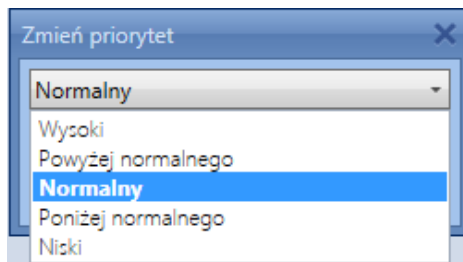 Zmień priorytet
Normalny
Wysoki
Powyżej normalnego
Normalny
Poniżej normalnego
Niski